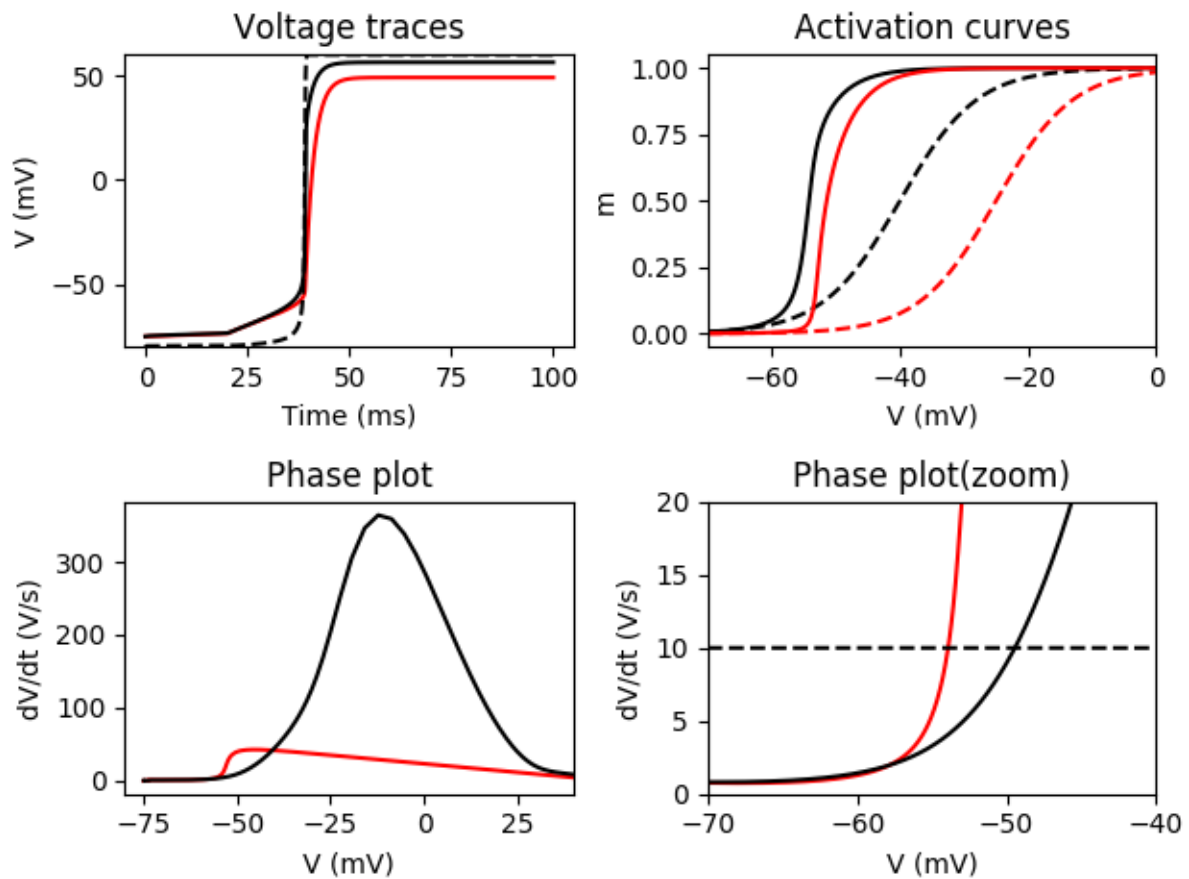 Voltage traces
V (mV)
50
0
−50
0
25
50
75
100
Time (ms)
Activation curves
m
1.00
0.75
0.50
0.25
0.00
−60
−40
−20
0
V (mV)
Phase plot
dV/dt (V/s)
300
200
100
0
−75
−50
−25
0
25
V (mV)
Phase plot(zoom)
dV/dt (V/s)
20
15
10
5
0
−70
−60
−50
−40
V (mV)